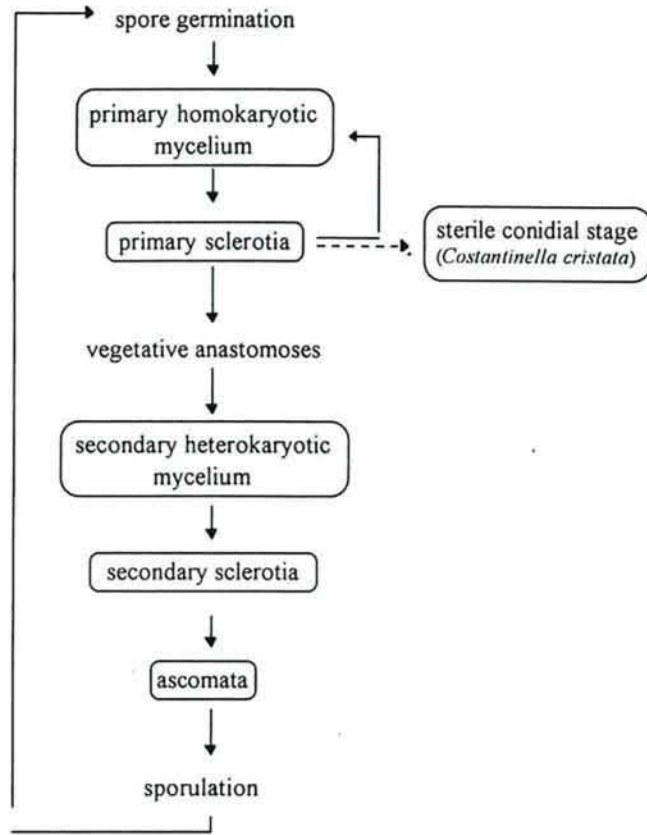 spore germination
primary homokaryotic
mycelium
primary sclerotia
sterile conidial stage
(Costantinella cristata)
vegetative anastomoses
secondary heterokaryotic
mycelium
secondary sclerotia
ascomata
sporulation